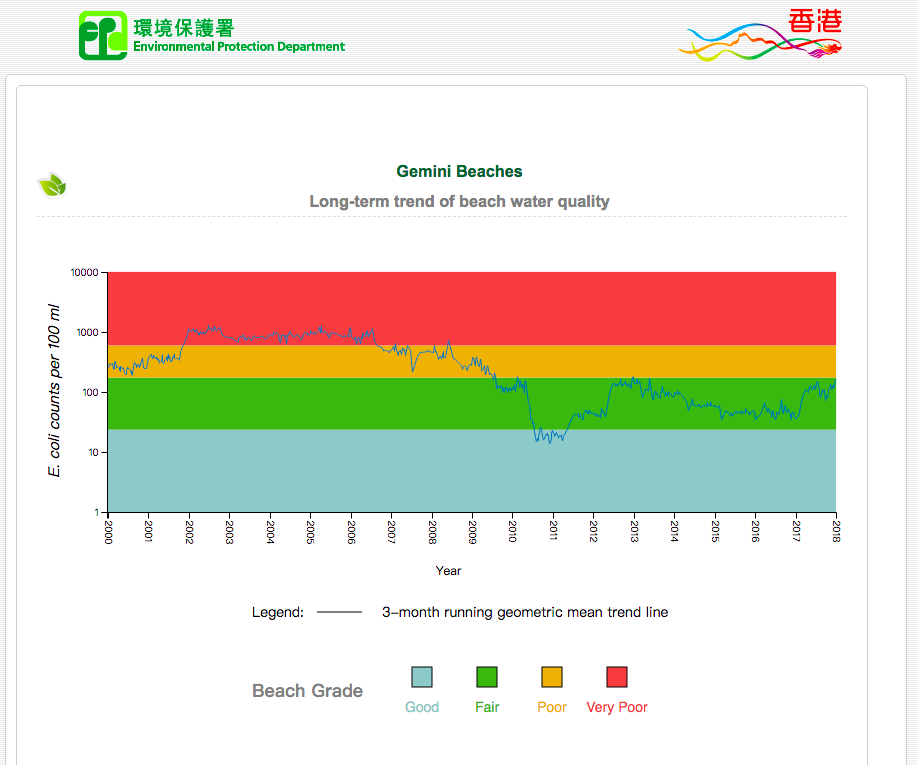 環境保護署
Environmental Protection Department
香港
Gemini Beaches
Long-term trend of beach water quality
E. coli counts per 100 ml
10000
1000
100
10
1
2000 2001 2002 2003 2004 2005 2006 2007 2008 2009 2010 2011 2012 2013 2014 2015 2016 2017 2018
Year
Legend: 3-month running geometric mean trend line
Beach Grade
Good Fair Poor Very Poor